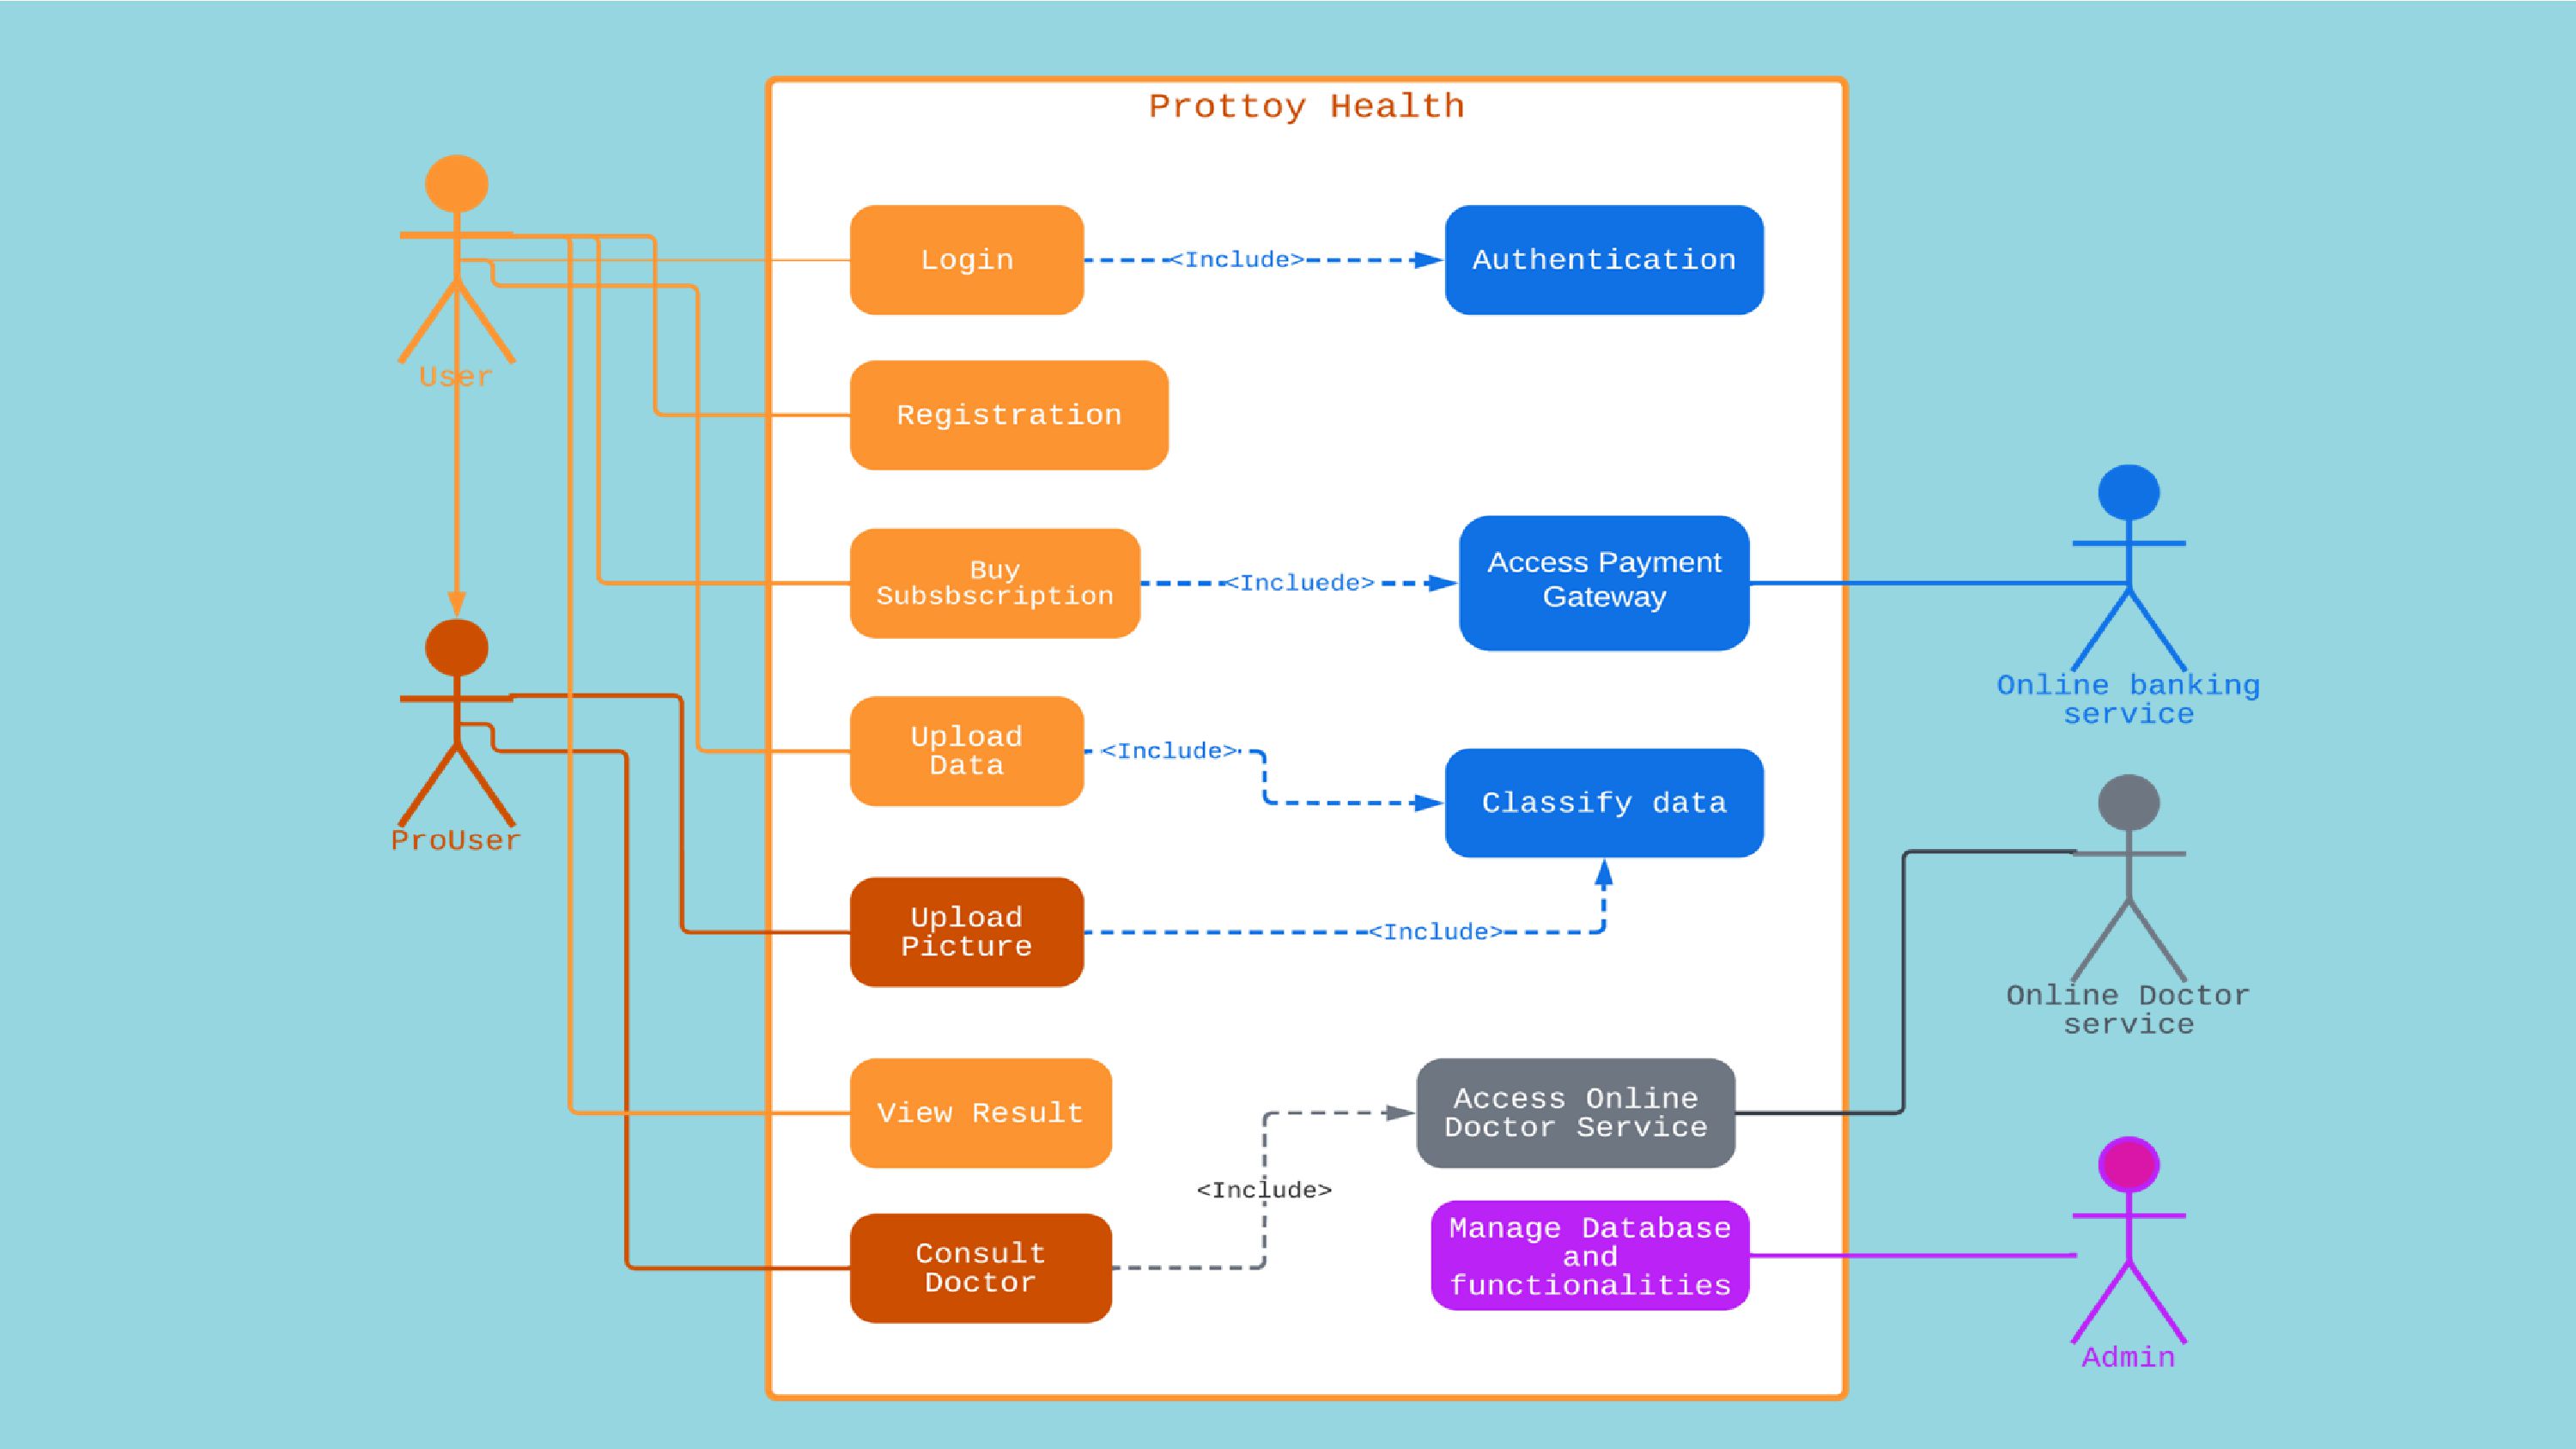 Prottoy Health
User
Login
<Include>
Authentication
Registration
Buy
Subsbscription
<Incluede>
Access Payment
Gateway
Online banking
service
ProUser
Upload
Data
<Include>
Classify data
Upload
Picture
<Include>
Online Doctor
service
View Result
Access Online
Doctor Service
<Include>
Consult
Doctor
Manage Database
and
functionalities
Admin